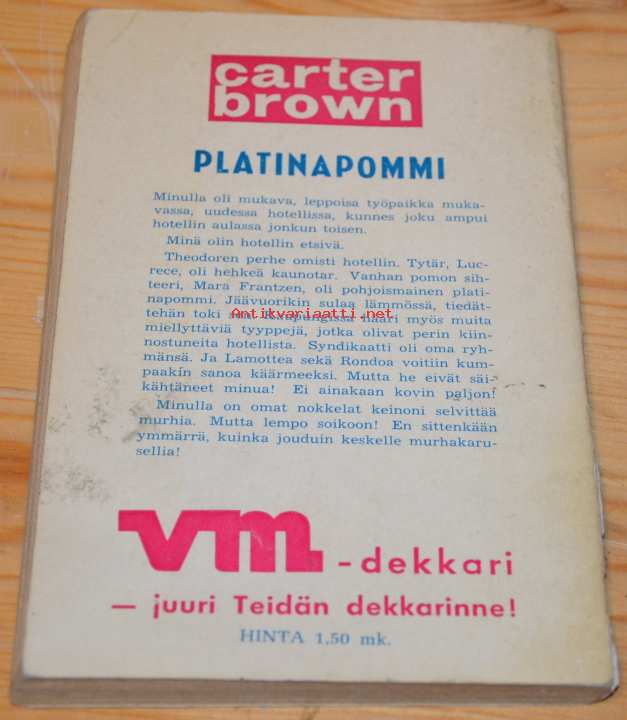 carter
brown
PLATINAPOMMI
Minulla oli mukava, leppoisa työpaikka muka-
vassa, uudessa hotellissa, kunnes joku ampui
hotellin aulassa jonkun toisen.
Minä olin hotellin etsivä.
Theodoren perhe omisti hotellin. Tytär, Luc-
rece, oli hehkeä kaunotar. Vanhan pomon sih-
teeri, Mara Frantzen, oli pohjoismainen plati-
napommi. Jäävuorikin sulaa lämmössä, tiedät-
Antikvariaatti.net
tehän toki sen. Kaupungissa hääri myös muita
miellyttäviä tyyppejä, jotka olivat perin kiin-
nostuneita hotellista. Syndikaatti oli oma ryh-
mänsä. Ja Lamottea sekä Rondoa voitiin kum-
paakin sanoa käärmeeksi. Mutta he eivät säi-
kähtäneet minua! Ei ainakaan kovin paljon!
Minulla on omat nokkelat keinoni selvittää
murhia. Mutta lempo soikoon! En sittenkään
ymmärrä, kuinka jouduin keskelle murhakaru-
sellia!
vm - dekkari
— juuri Teidän dekkarinne!
HINTA 1,50 mk.